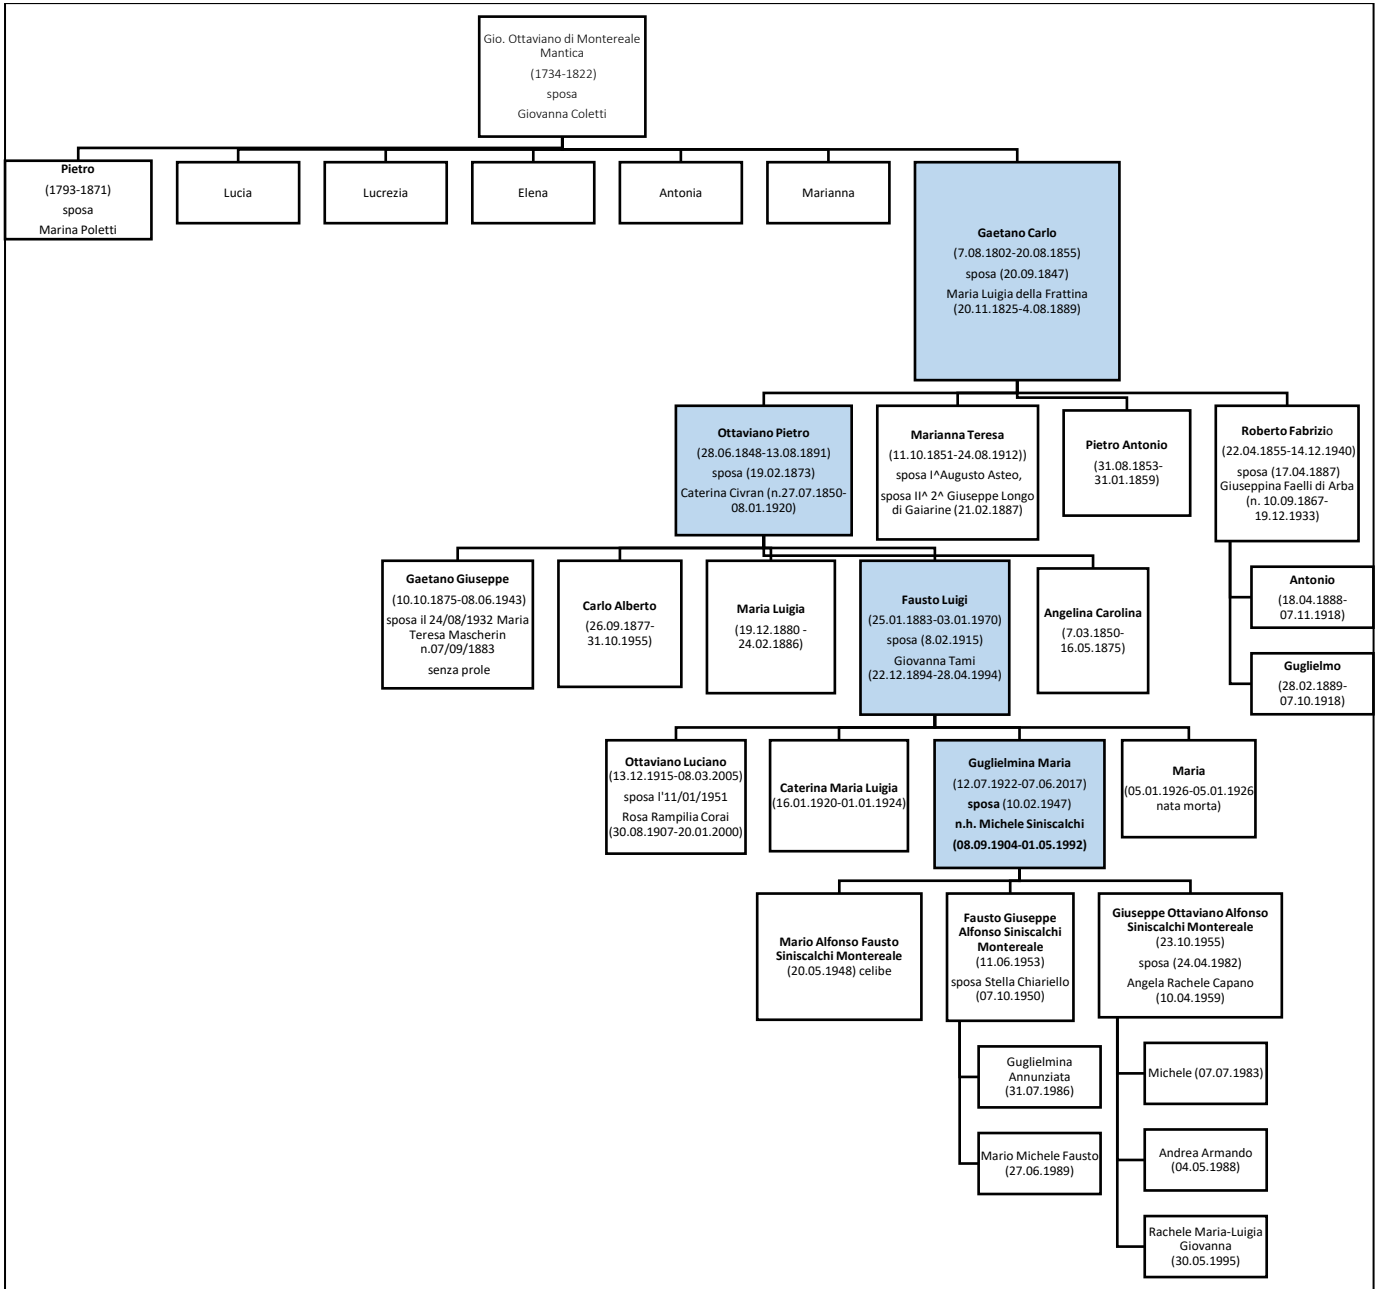 Gio. Ottaviano di Montereale
Mantica
(1734-1822)
sposa
Giovanna Coletti
Pietro
(1793-1871)
sposa
Marina Poletti
Lucia
Lucrezia
Elena
Antonia
Marianna
Gaetano Carlo
(7.08.1802-20.08.1855)
sposa (20.09.1847)
Maria Luigia della Frattina
(20.11.1825-4.08.1889)
Ottaviano Pietro
(28.06.1848-13.08.1891)
sposa (19.02.1873)
Caterina Civran (n.27.07.1850-
08.01.1920)
Marianna Teresa
(11.10.1851-24.08.1912))
sposa I^Augusto Asteo,
sposa II^ 2^ Giuseppe Longo
di Gaiarine (21.02.1887)
Pietro Antonio
(31.08.1853-
31.01.1859)
Roberto Fabrizio
(22.04.1855-14.12.1940)
sposa (17.04.1887)
Giuseppina Faelli di Arba
(n. 10.09.1867-
19.12.1933)
Gaetano Giuseppe
(10.10.1875-08.06.1943)
sposa il 24/08/1932 Maria
Teresa Mascherin
n.07/09/1883
senza prole
Carlo Alberto
(26.09.1877-
31.10.1955)
Maria Luigia
(19.12.1880 -
24.02.1886)
Fausto Luigi
(25.01.1883-03.01.1970)
sposa (8.02.1915)
Giovanna Tami
(22.12.1894-28.04.1994)
Angelina Carolina
(7.03.1850-
16.05.1875)
Antonio
(18.04.1888-
07.11.1918)
Guglielmo
(28.02.1889-
07.10.1918)
Ottaviano Luciano
(13.12.1915-08.03.2005)
sposa l'11/01/1951
Rosa Rampilia Corai
(30.08.1907-20.01.2000)
Caterina Maria Luigia
(16.01.1920-01.01.1924)
Guglielmina Maria
(12.07.1922-07.06.2017)
sposa (10.02.1947)
n.h. Michele Siniscalchi
(08.09.1904-01.05.1992)
Maria
(05.01.1926-05.01.1926
nata morta)
Mario Alfonso Fausto
Siniscalchi Montereale
(20.05.1948) celibe
Fausto Giuseppe
Alfonso Siniscalchi
Montereale
(11.06.1953)
sposa Stella Chiariello
(07.10.1950)
Giuseppe Ottaviano Alfonso
Siniscalchi Montereale
(23.10.1955)
sposa (24.04.1982)
Angela Rachele Capano
(10.04.1959)
Guglielmina
Annunziata
(31.07.1986)
Mario Michele Fausto
(27.06.1989)
Michele (07.07.1983)
Andrea Armando
(04.05.1988)
Rachele Maria-Luigia
Giovanna
(30.05.1995)